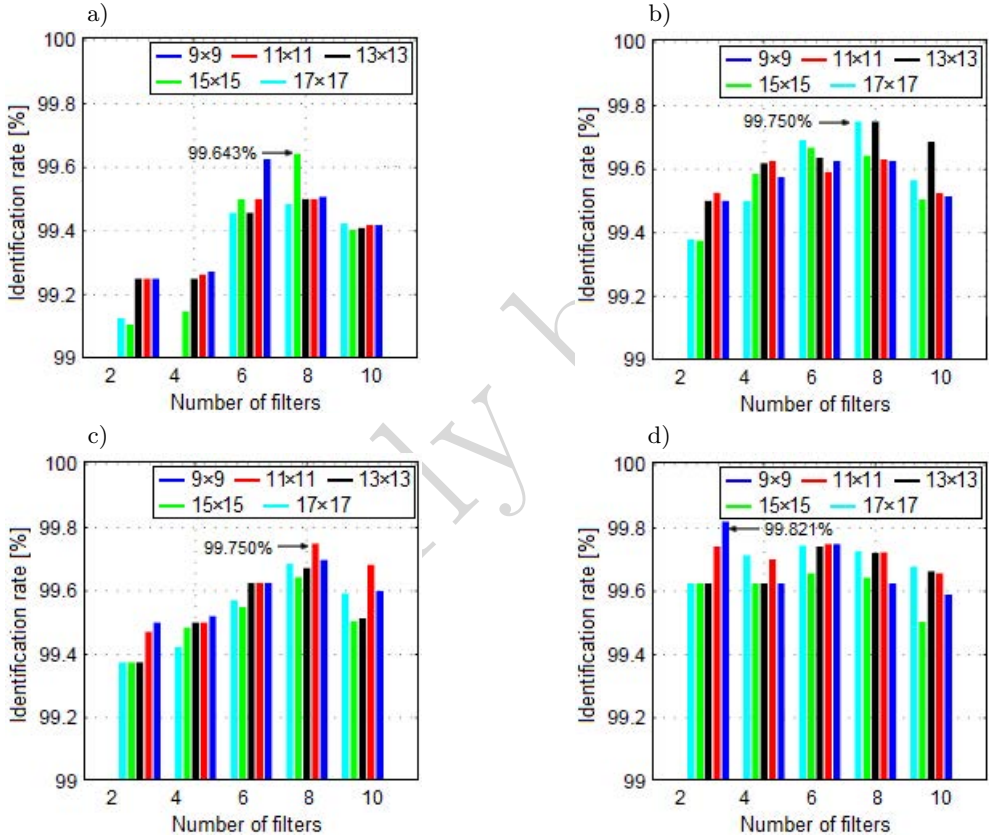 a)
100
9×9 11×11 13×13
15×15 17×17
99.8
99.643%
99.6
99.4
99.2
99
Identification rate [%]
2 4 6 8 10
Number of filters
b)
100
9×9 11×11 13×13
15×15 17×17
99.8
99.750%
99.6
99.4
99.2
99
Identification rate [%]
2 4 6 8 10
Number of filters
c)
100
9×9 11×11 13×13
15×15 17×17
99.8
99.750%
99.6
99.4
99.2
99
Identification rate [%]
2 4 6 8 10
Number of filters
d)
100
9×9 11×11 13×13
15×15 17×17
99.8
99.821%
99.6
99.4
99.2
99
Identification rate [%]
2 4 6 8 10
Number of filters